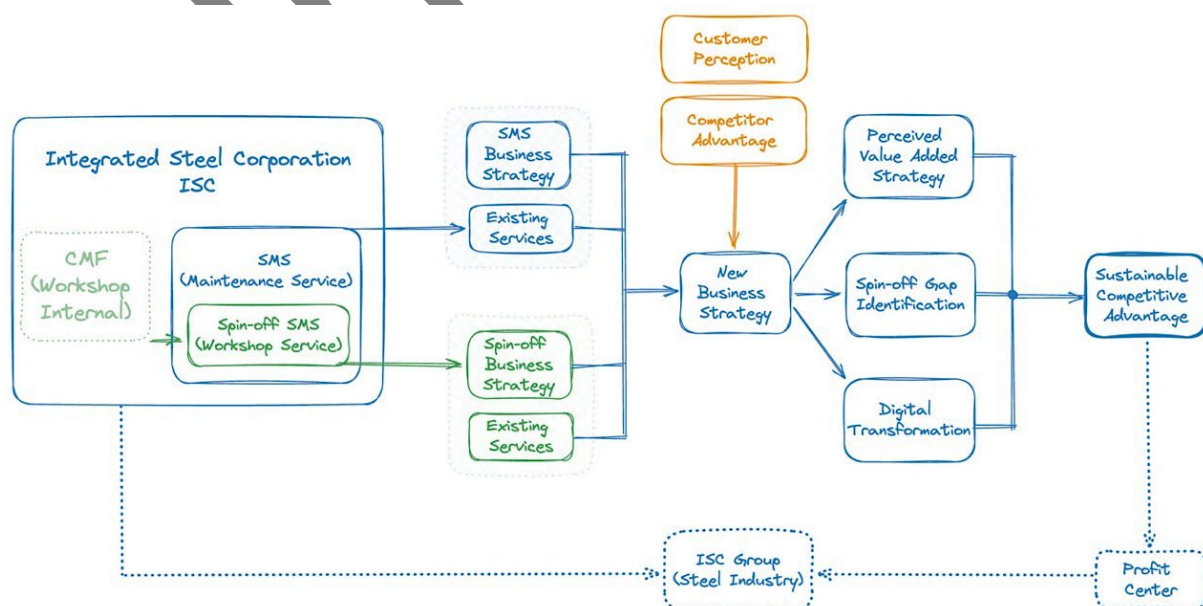 Customer
Perception
Competitor
Advantage
Integrated Steel Corporation
ISC
CMF
(Workshop
Internal)
SMS
(Maintenance Service)
Spin-off SMS
(Workshop Service)
SMS
Business
Strategy
Existing
Services
Spin-off
Business
Strategy
Existing
Services
New
Business
Strategy
Perceived
Value Added
Strategy
Spin-off Gap
Identification
Digital
Transformation
Sustainable
Competitive
Advantage
ISC Group
(Steel Industry)
Profit
Center